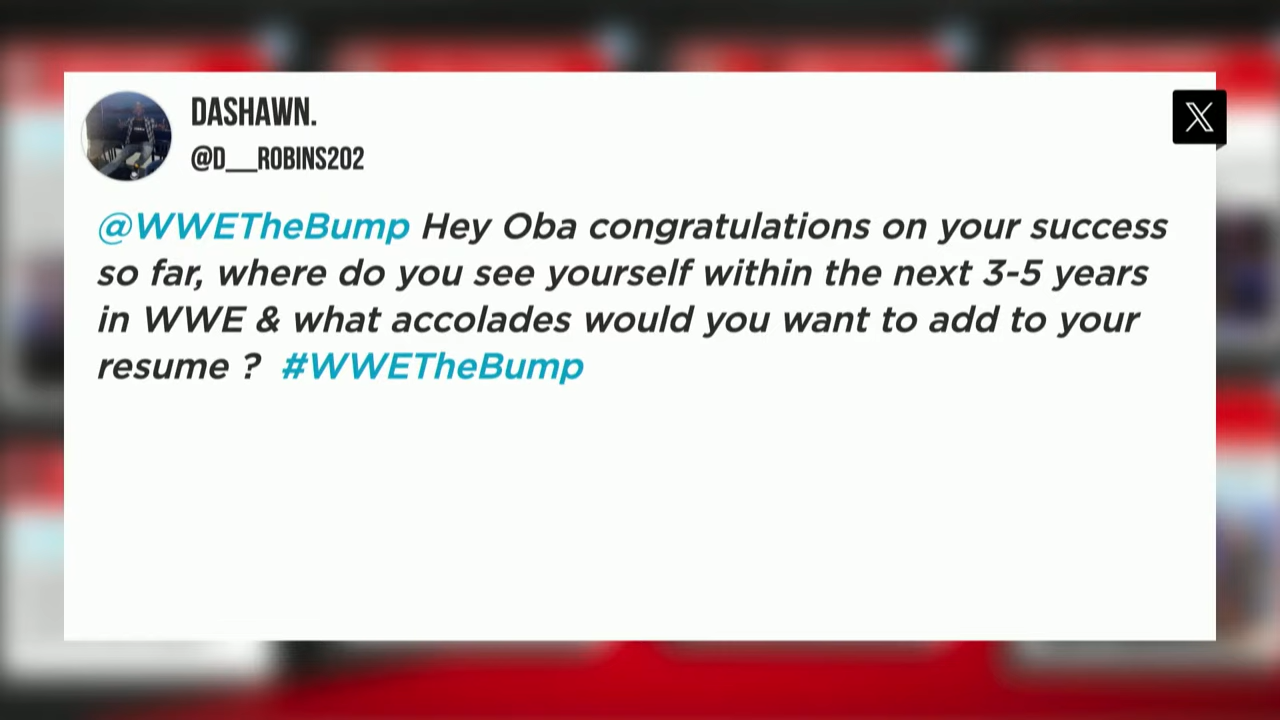 DASHAWN.
@D__ROBINS202
@WWETheBump Hey Oba congratulations on your success
so far, where do you see yourself within the next 3-5 years
in WWE & what accolades would you want to add to your
resume ? #WWETheBump